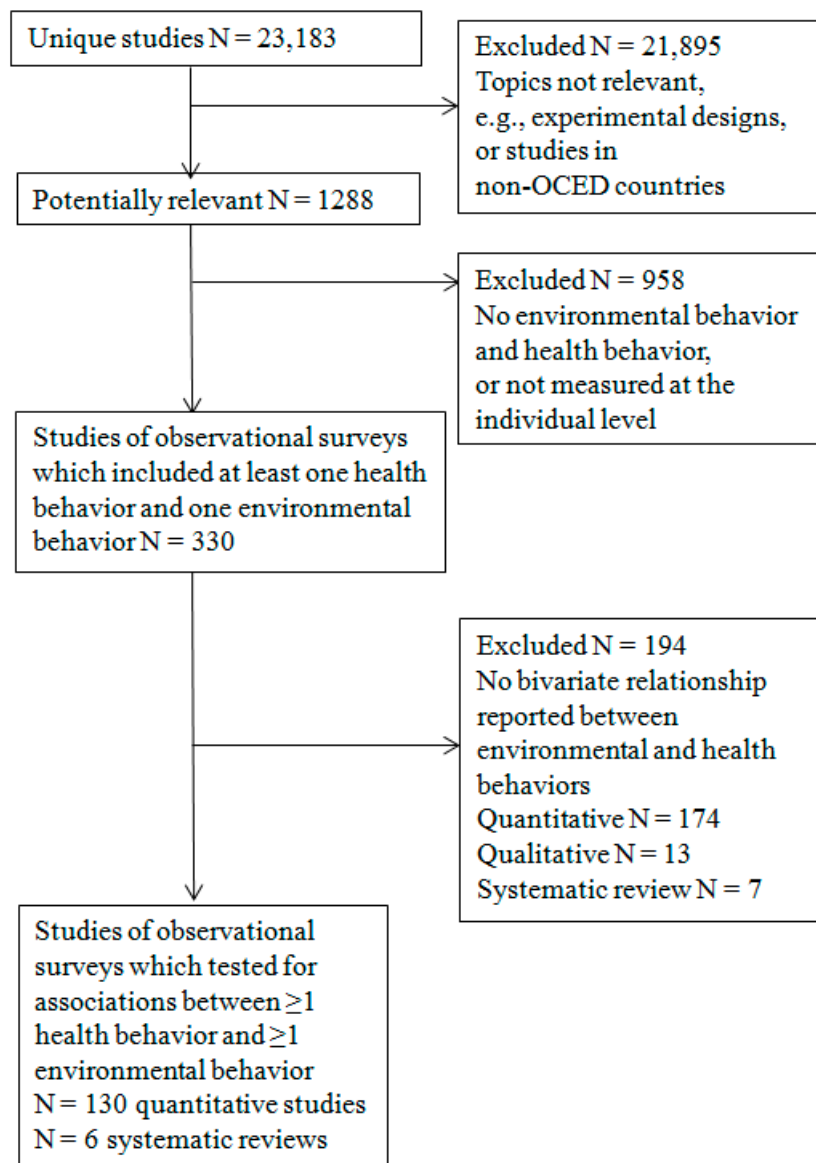 Unique studies N = 23,183
Excluded N = 21,895
Topics not relevant,
e.g., experimental designs,
or studies in
non-OCED countries
Potentially relevant N = 1288
Excluded N = 958
No environmental behavior
and health behavior,
or not measured at the
individual level
Studies of observational surveys
which included at least one health
behavior and one environmental
behavior N = 330
Excluded N = 194
No bivariate relationship
reported between
environmental and health
behaviors
Quantitative N = 174
Qualitative N = 13
Systematic review N = 7
Studies of observational
surveys which tested for
associations between ≥1
health behavior and ≥1
environmental behavior
N = 130 quantitative studies
N = 6 systematic reviews